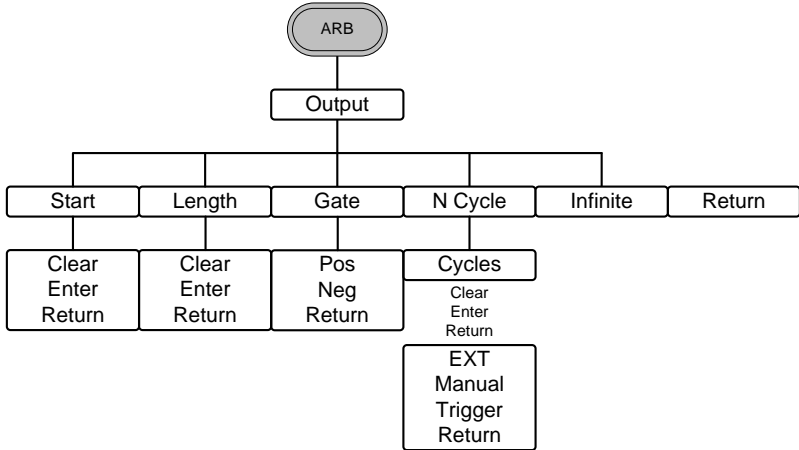 ARB
Output
Start
Length
Gate
N Cycle
Infinite
Return
Clear
Enter
Return
Clear
Enter
Return
Pos
Neg
Return
Cycles
Clear
Enter
Return
EXT
Manual
Trigger
Return